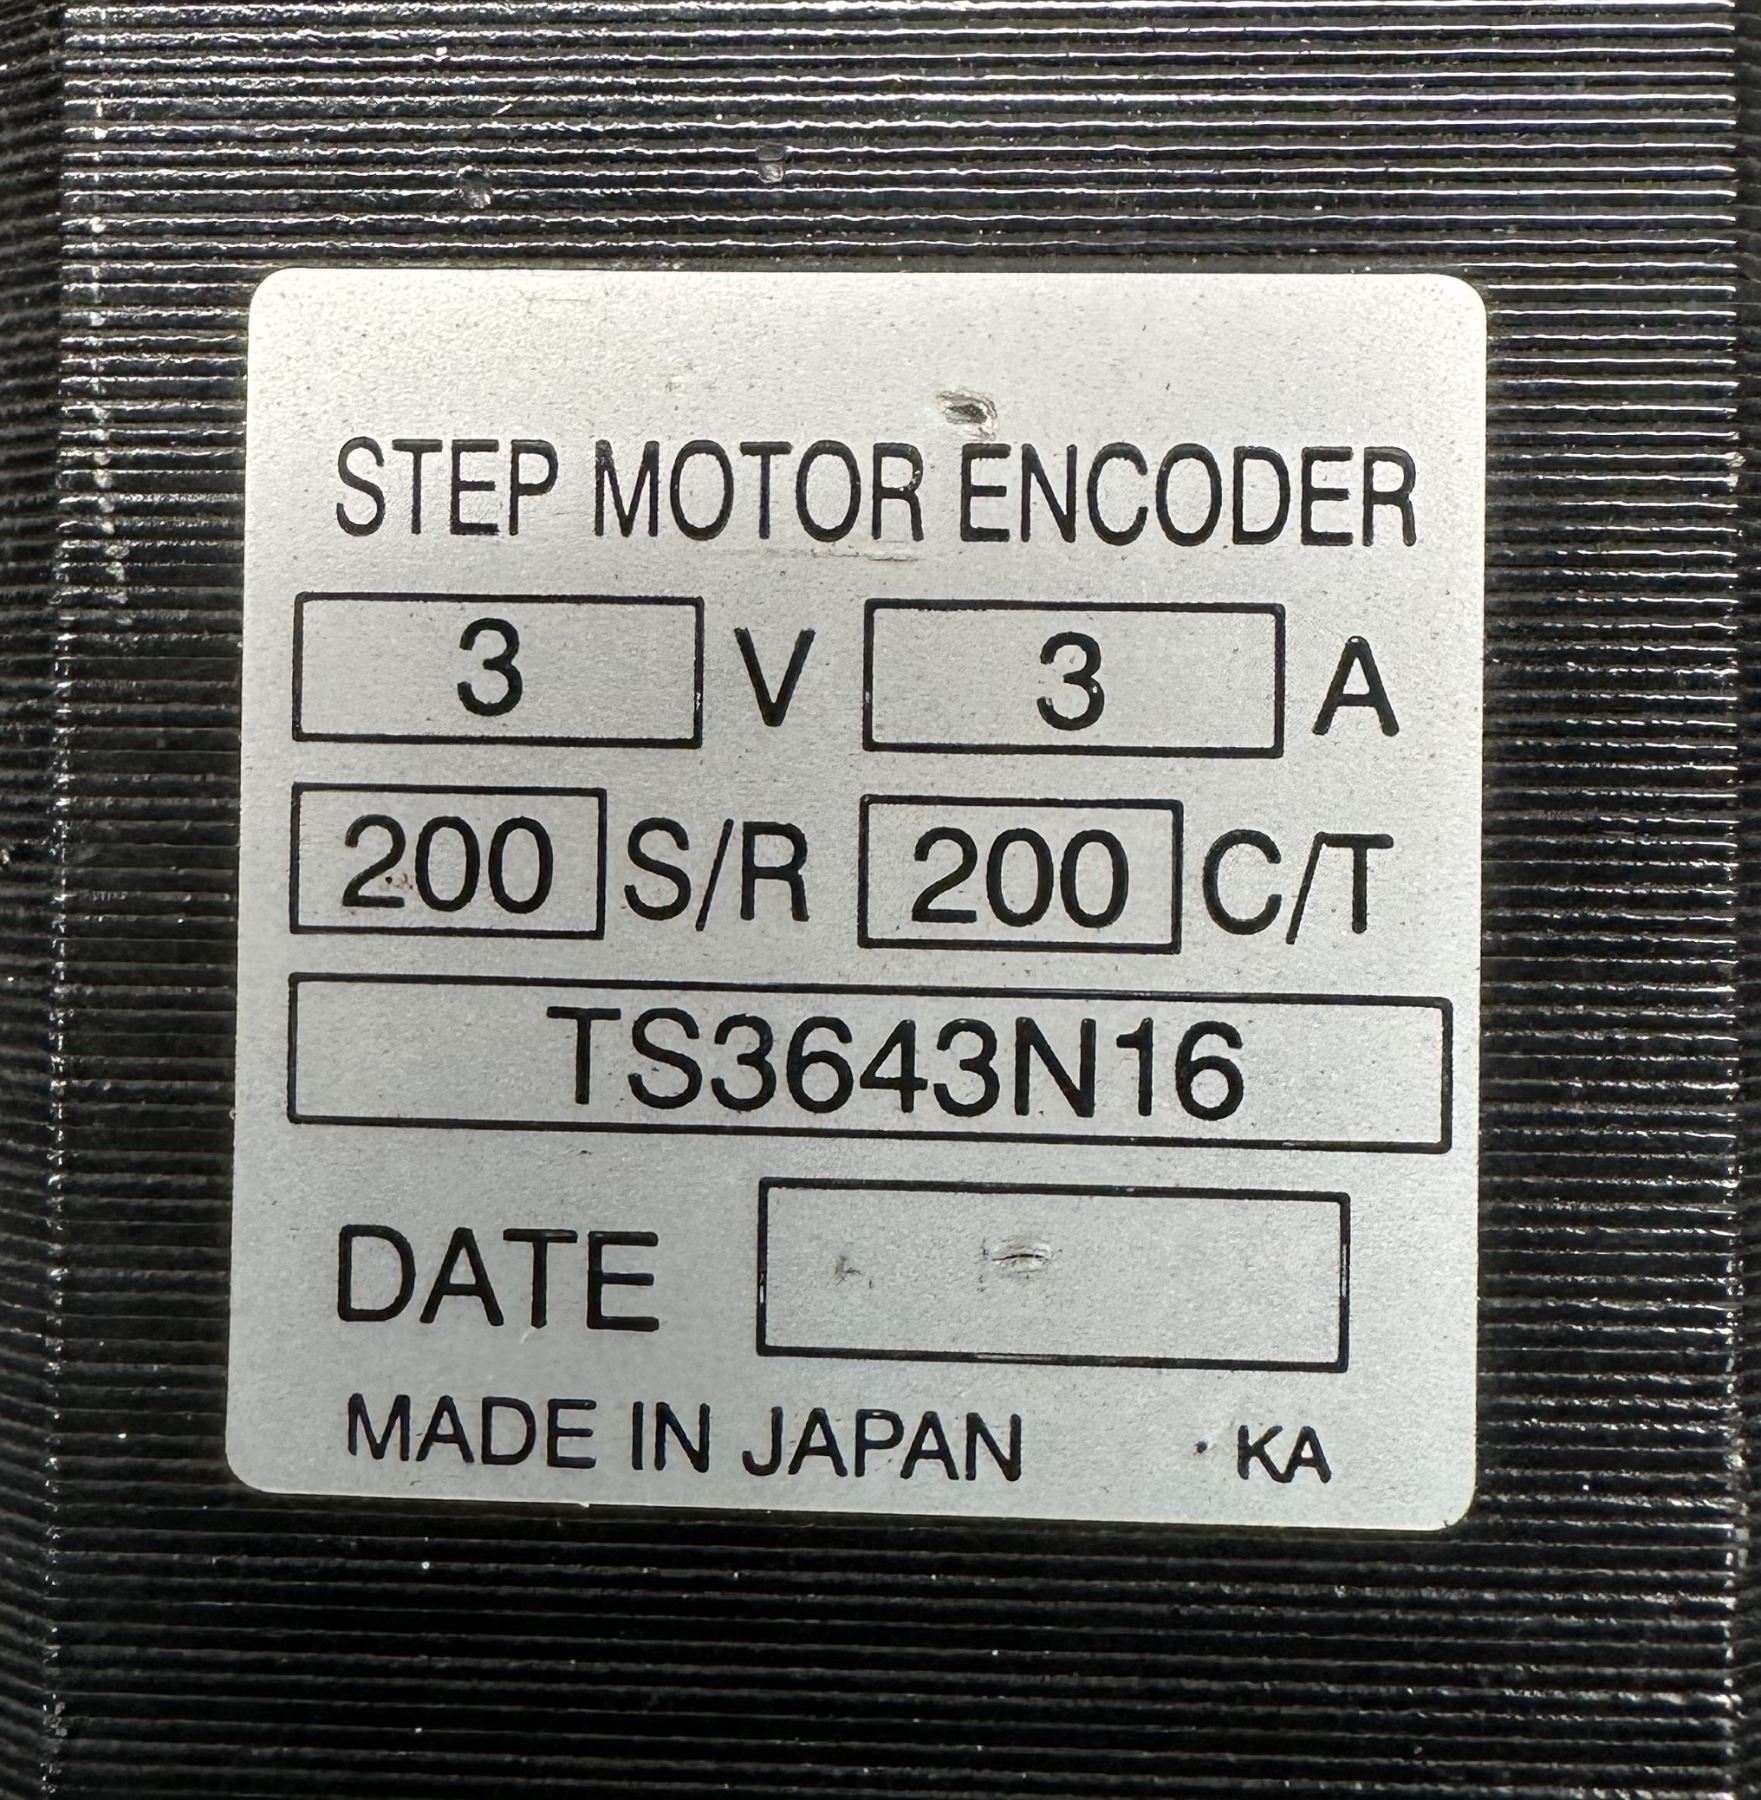 STEP MOTOR ENCODER
3 V 3 A
200 S/R 200 C/T
TS3643N16
DATE
MADE IN JAPAN KA